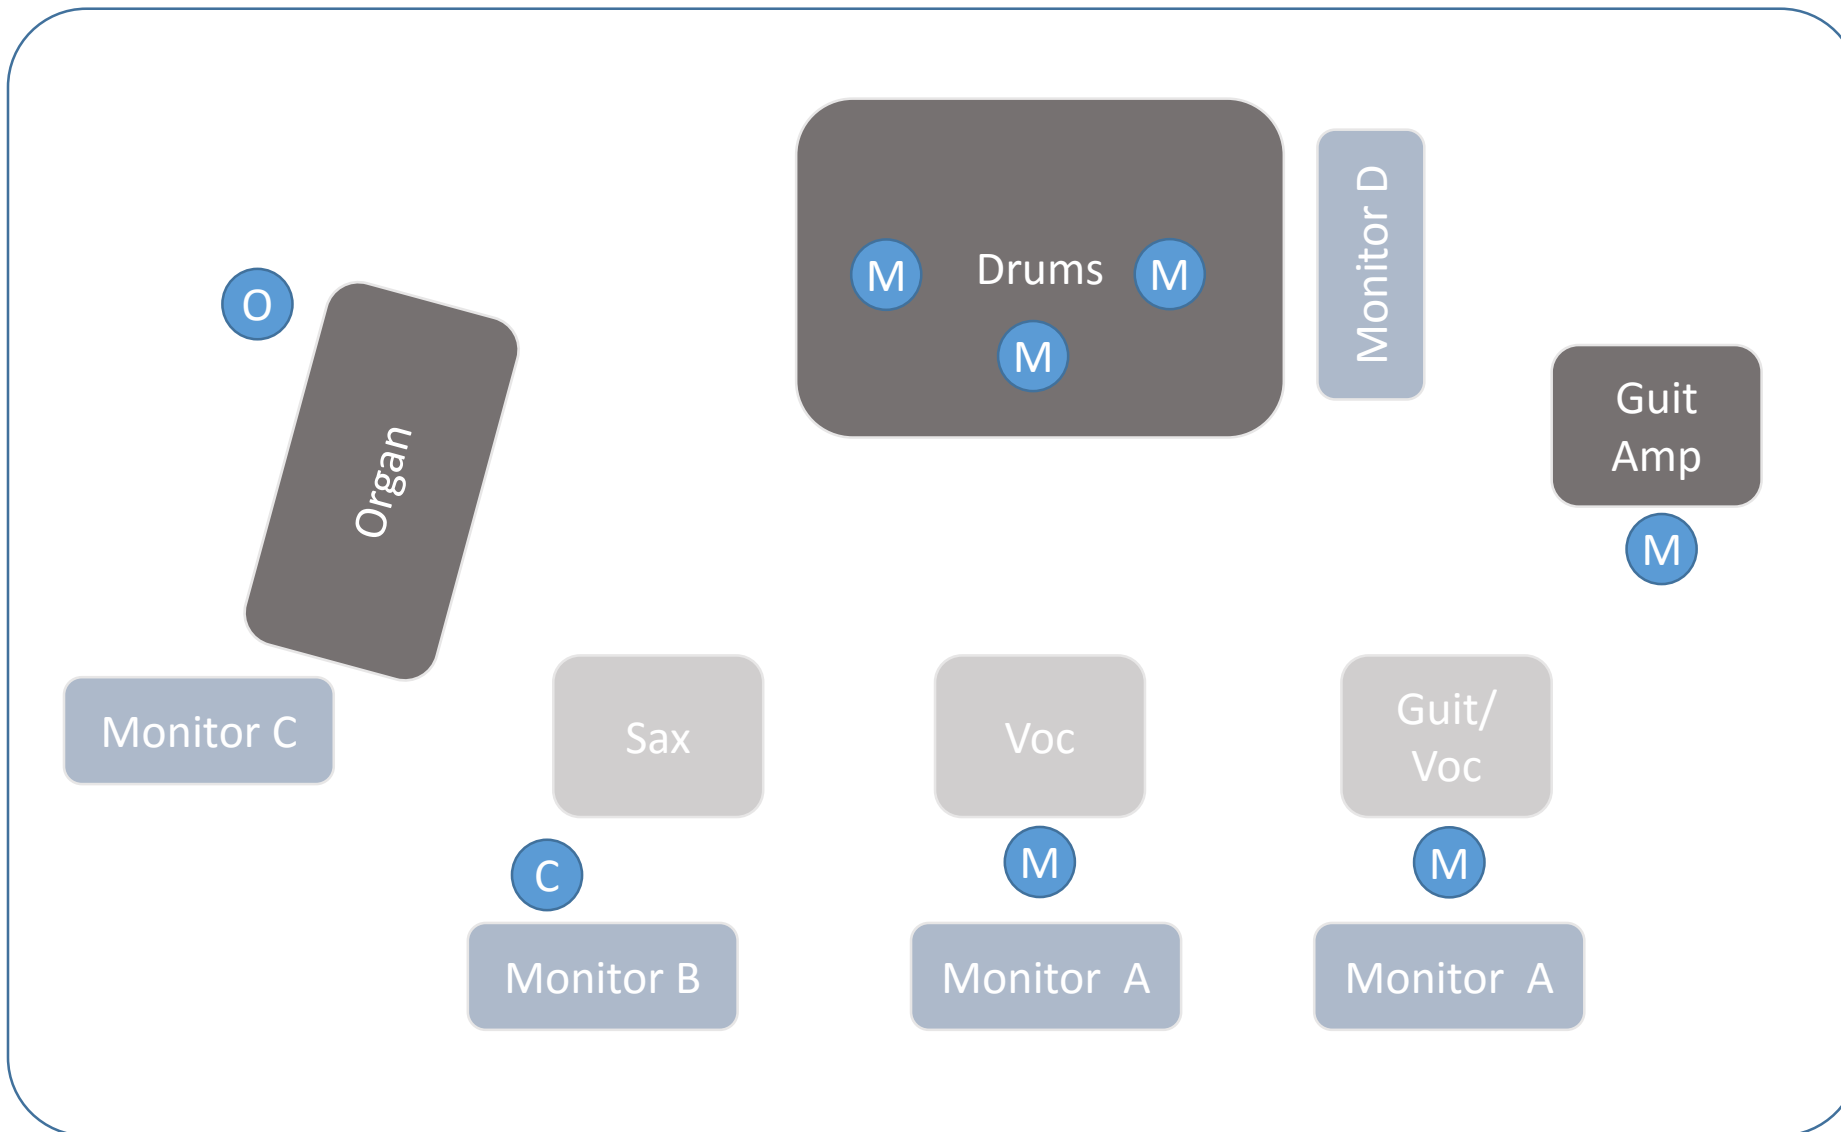 Monitor D
M
Drums
M
O
M
Guit
Amp
Organ
M
Monitor C
Sax
Voc
Guit/
Voc
C
M
M
Monitor B
Monitor  A
Monitor  A